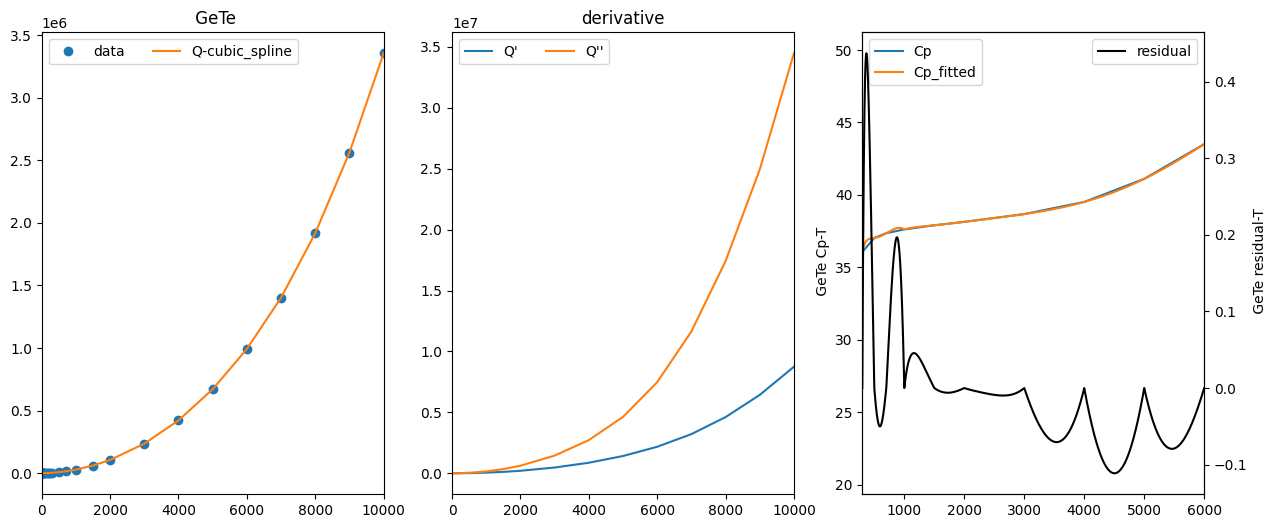 GeTe
1e6
data
Q-cubic_spline
3.5
3.0
2.5
2.0
1.5
1.0
0.5
0.0
0 2000 4000 6000 8000 10000
derivative
1e7
Q'
Q''
3.5
3.0
2.5
2.0
1.5
1.0
0.5
0.0
0 2000 4000 6000 8000 10000
Cp
Cp_fitted
residual
GeTe Cp-T
50
45
40
35
30
25
20
1000 2000 3000 4000 5000 6000
0.4
0.3
0.2
0.1
0.0
−0.1
GeTe residual-T